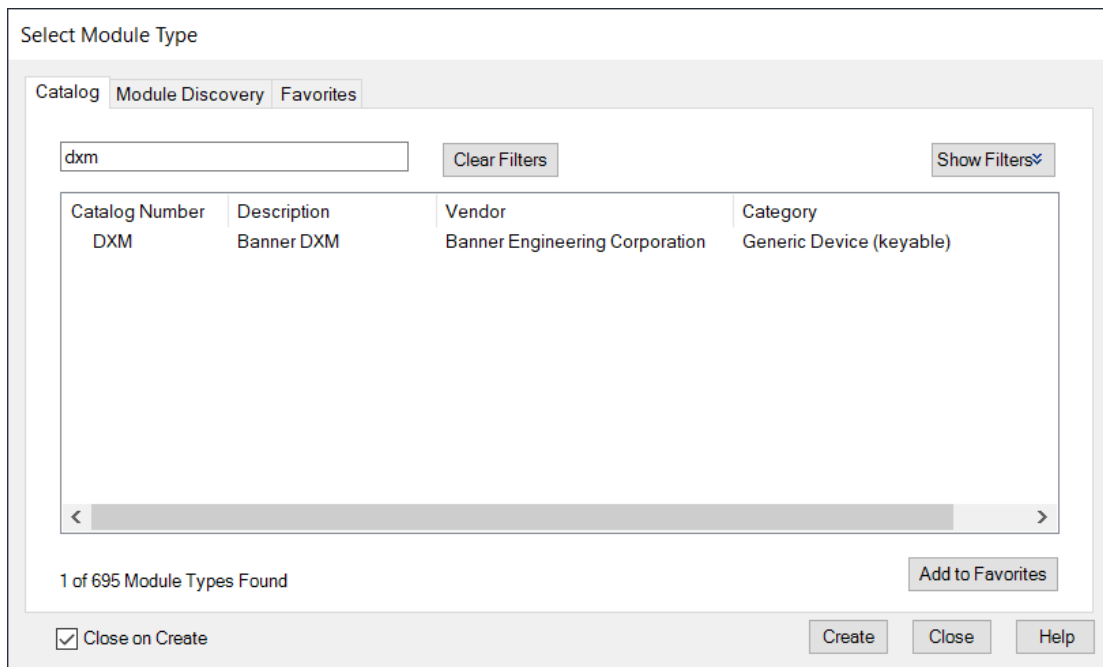 Select Module Type
Catalog Module Discovery Favorites
dxm Clear Filters Show Filters
Catalog Number Description Vendor Category
DXM Banner DXM Banner Engineering Corporation Generic Device (keyable)
1 of 695 Module Types Found Add to Favorites
Close on Create Create Close Help